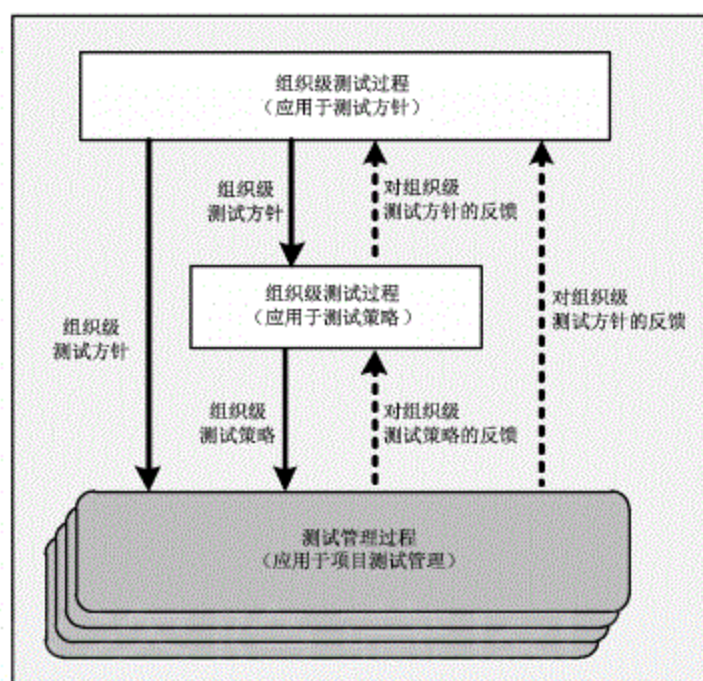 组织级测试过程
（应用于测试方针）
组织级
测试方针
对组织级
测试方针的反馈
组织级测试过程
（应用于测试策略）
对组织级
测试方针的反馈
组织级
测试方针
组织级
测试策略
对组织级
测试策略的反馈
测试管理过程
（应用于项目测试管理）